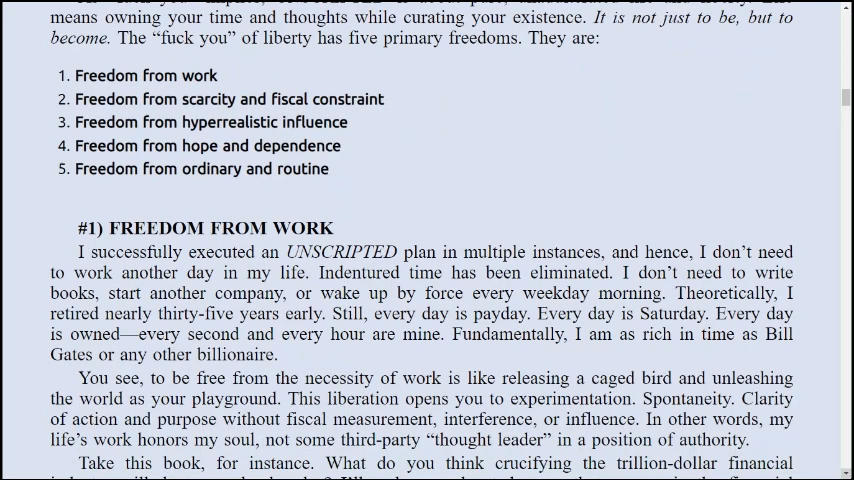 means owning your time and thoughts while curating your existence. It is not just to be, but to
become. The “fuck you” of liberty has five primary freedoms. They are:
1. Freedom from work
2. Freedom from scarcity and fiscal constraint
3. Freedom from hyperrealistic influence
4. Freedom from hope and dependence
5. Freedom from ordinary and routine
#1) FREEDOM FROM WORK
I successfully executed an UNSCRIPTED plan in multiple instances, and hence, I don’t need
to work another day in my life. Indentured time has been eliminated. I don’t need to write
books, start another company, or wake up by force every weekday morning. Theoretically, I
retired nearly thirty-five years early. Still, every day is payday. Every day is Saturday. Every day
is owned—every second and every hour are mine. Fundamentally, I am as rich in time as Bill
Gates or any other billionaire.
You see, to be free from the necessity of work is like releasing a caged bird and unleashing
the world as your playground. This liberation opens you to experimentation. Spontaneity. Clarity
of action and purpose without fiscal measurement, interference, or influence. In other words, my
life’s work honors my soul, not some third-party “thought leader” in a position of authority.
Take this book, for instance. What do you think crucifying the trillion-dollar financial